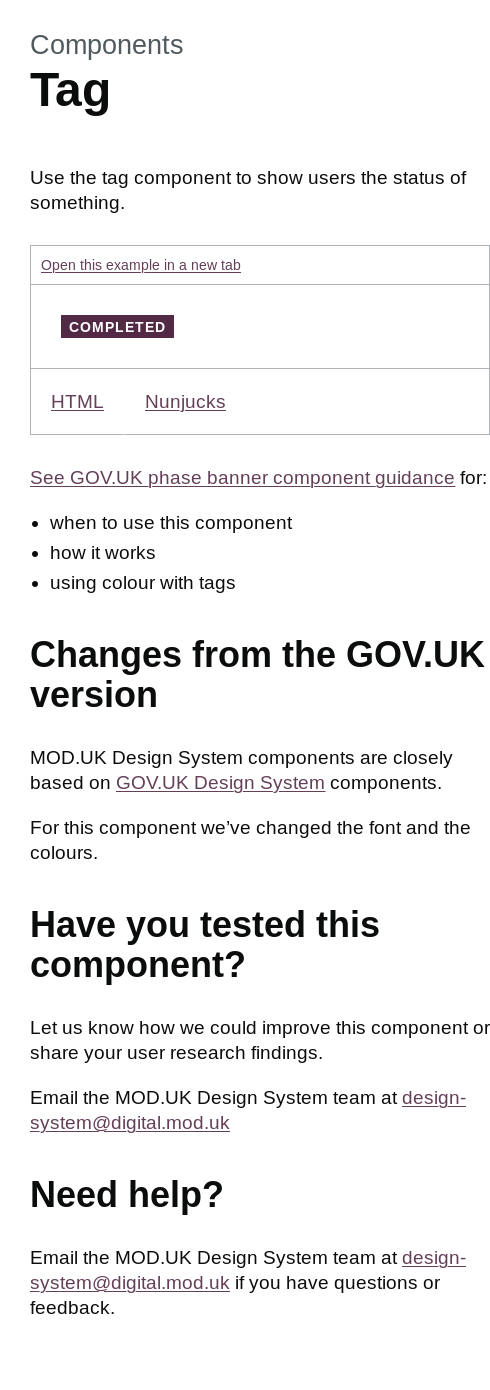 Components
Tag
Use the tag component to show users the status of
something.
Open this example in a new tab
COMPLETED
HTML Nunjucks
See GOV.UK phase banner component guidance for:
• when to use this component
• how it works
• using colour with tags
Changes from the GOV.UK
version
MOD.UK Design System components are closely
based on GOV.UK Design System components.
For this component we’ve changed the font and the
colours.
Have you tested this
component?
Let us know how we could improve this component or
share your user research findings.
Email the MOD.UK Design System team at design-
system@digital.mod.uk
Need help?
Email the MOD.UK Design System team at design-
system@digital.mod.uk if you have questions or
feedback.